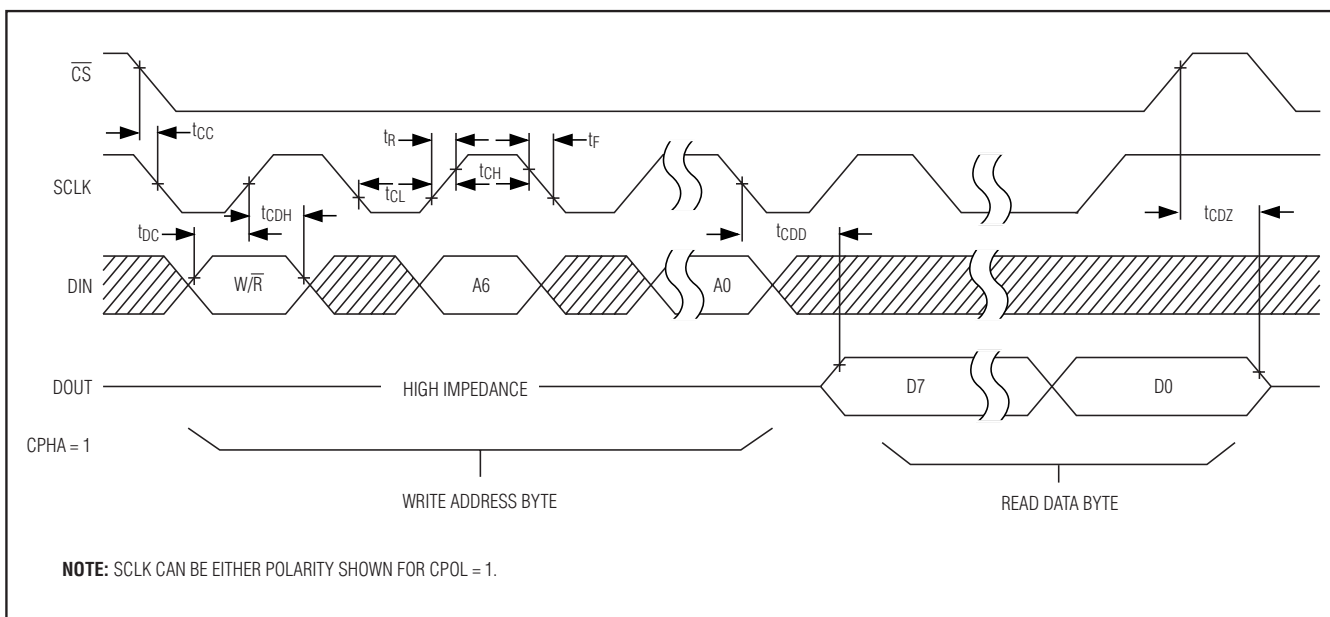 CS
tCC
tR
tF
SCLK
tCL
tCH
tCDH
tDC
tCDD
tCDZ
DIN
W/R
A6
A0
DOUT
HIGH IMPEDANCE
D7
D0
CPHA = 1
WRITE ADDRESS BYTE
READ DATA BYTE
NOTE: SCLK CAN BE EITHER POLARITY SHOWN FOR CPOL = 1.